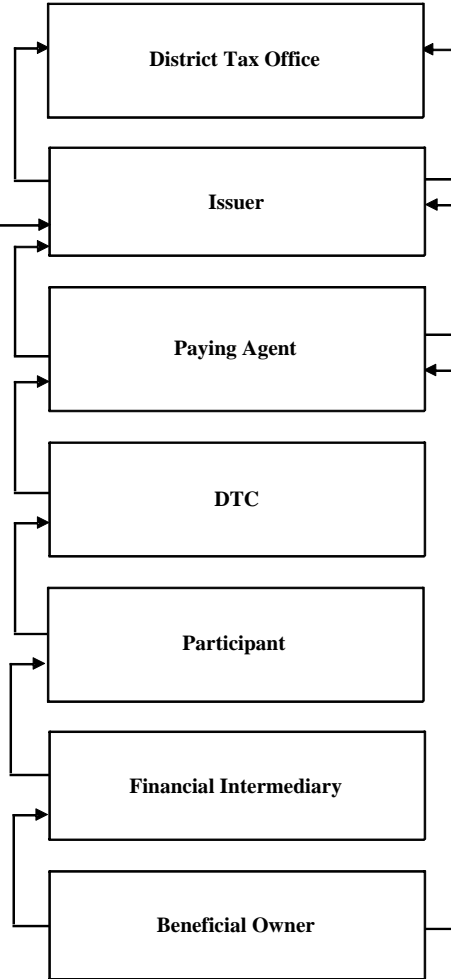 District Tax Office
Issuer
Paying Agent
DTC
Participant
Financial Intermediary
Beneficial Owner